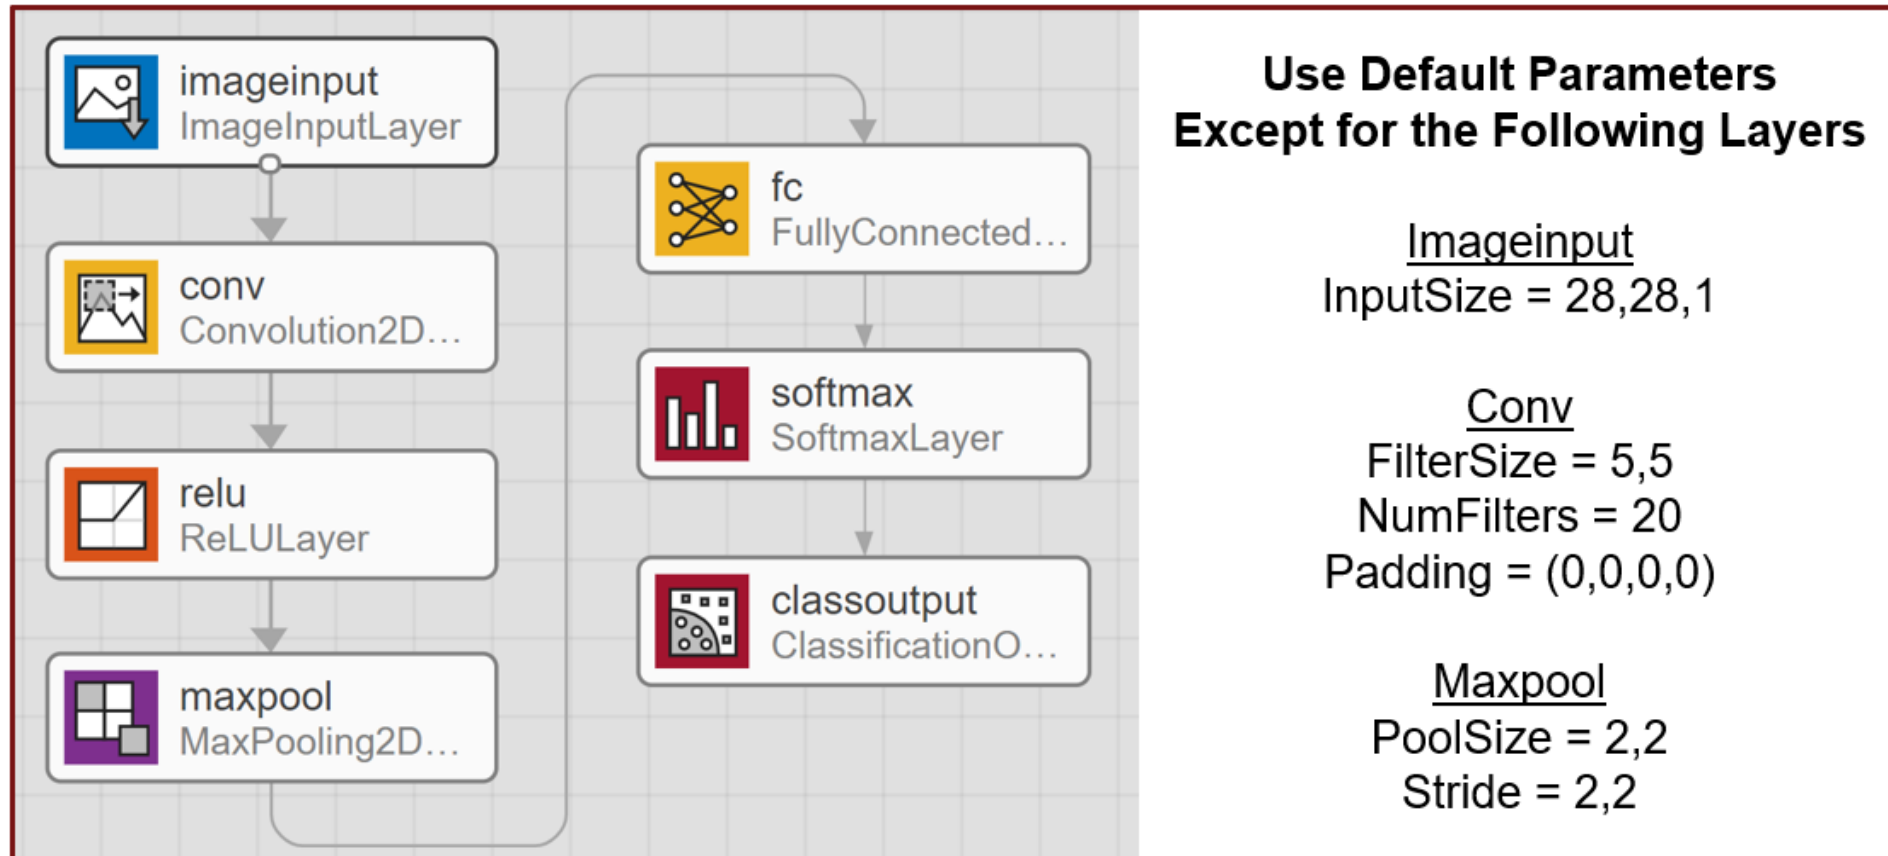 imageinput
ImageInputLayer
conv
Convolution2D...
relu
ReLULayer
maxpool
MaxPooling2D...
fc
FullyConnected...
softmax
SoftmaxLayer
classoutput
ClassificationO...
Use Default Parameters
Except for the Following Layers
Imageinput
InputSize = 28,28,1
Conv
FilterSize = 5,5
NumFilters = 20
Padding = (0,0,0,0)
Maxpool
PoolSize = 2,2
Stride = 2,2